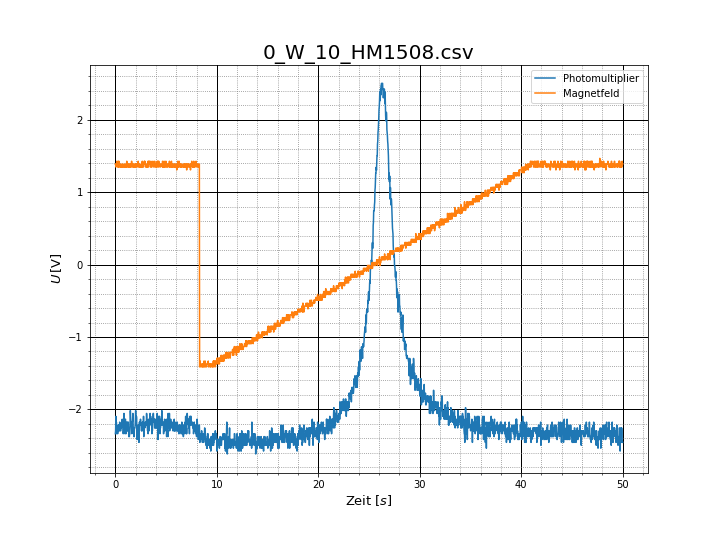 0_W_10_HM1508.csv
Photomultiplier
Magnetfeld
2
1
0
−1
−2
U [V]
0
10
20
30
40
50
Zeit [s]